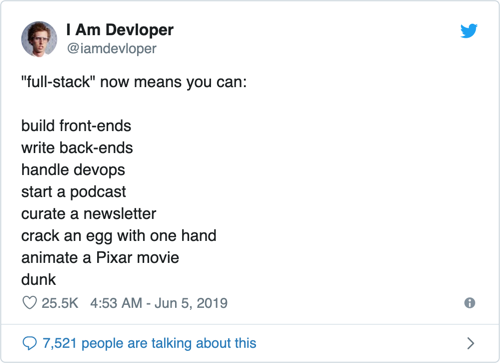 I Am Devloper
@iamdevloper
"full-stack" now means you can:
build front-ends
write back-ends
handle devops
start a podcast
curate a newsletter
crack an egg with one hand
animate a Pixar movie
dunk
25.5K 4:53 AM - Jun 5, 2019
7,521 people are talking about this